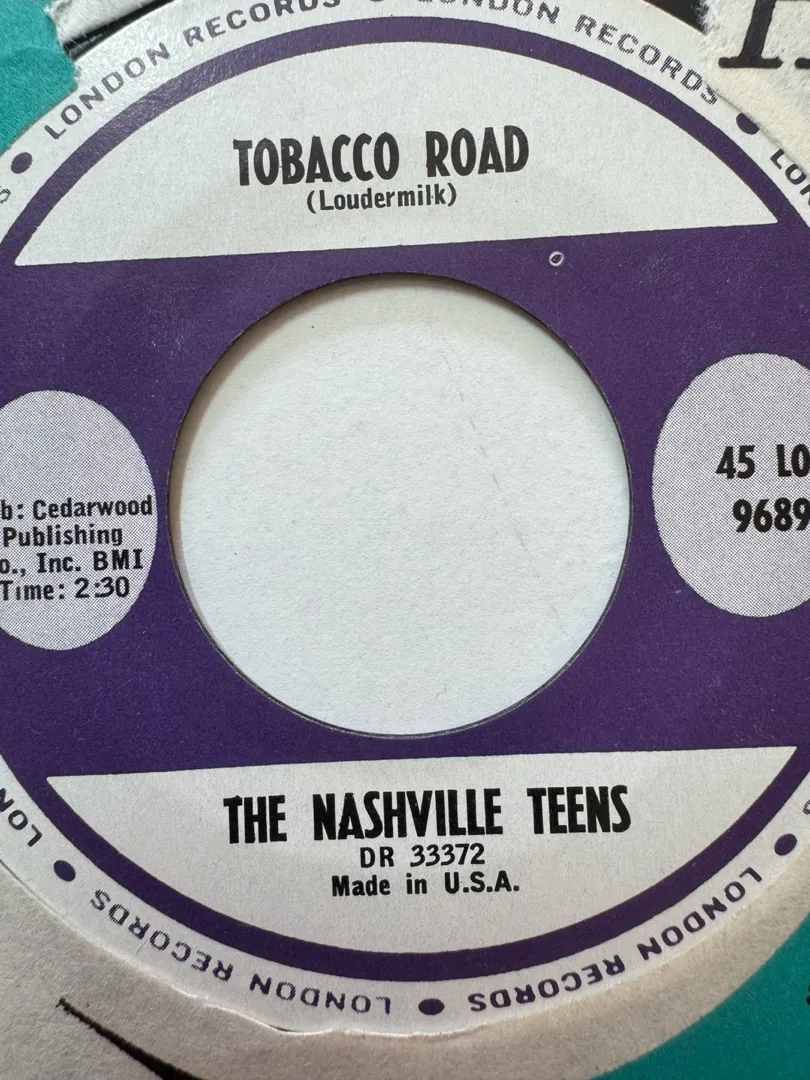 LONDON RECORDS • LONDON RECORDS
TOBACCO ROAD
(Loudermilk)
b: Cedarwood
Publishing
o., Inc. BMI
Time: 2:30
45 LO
9689
THE NASHVILLE TEENS
DR 33372
Made in U.S.A.
LONDON RECORDS • LONDON RECORDS